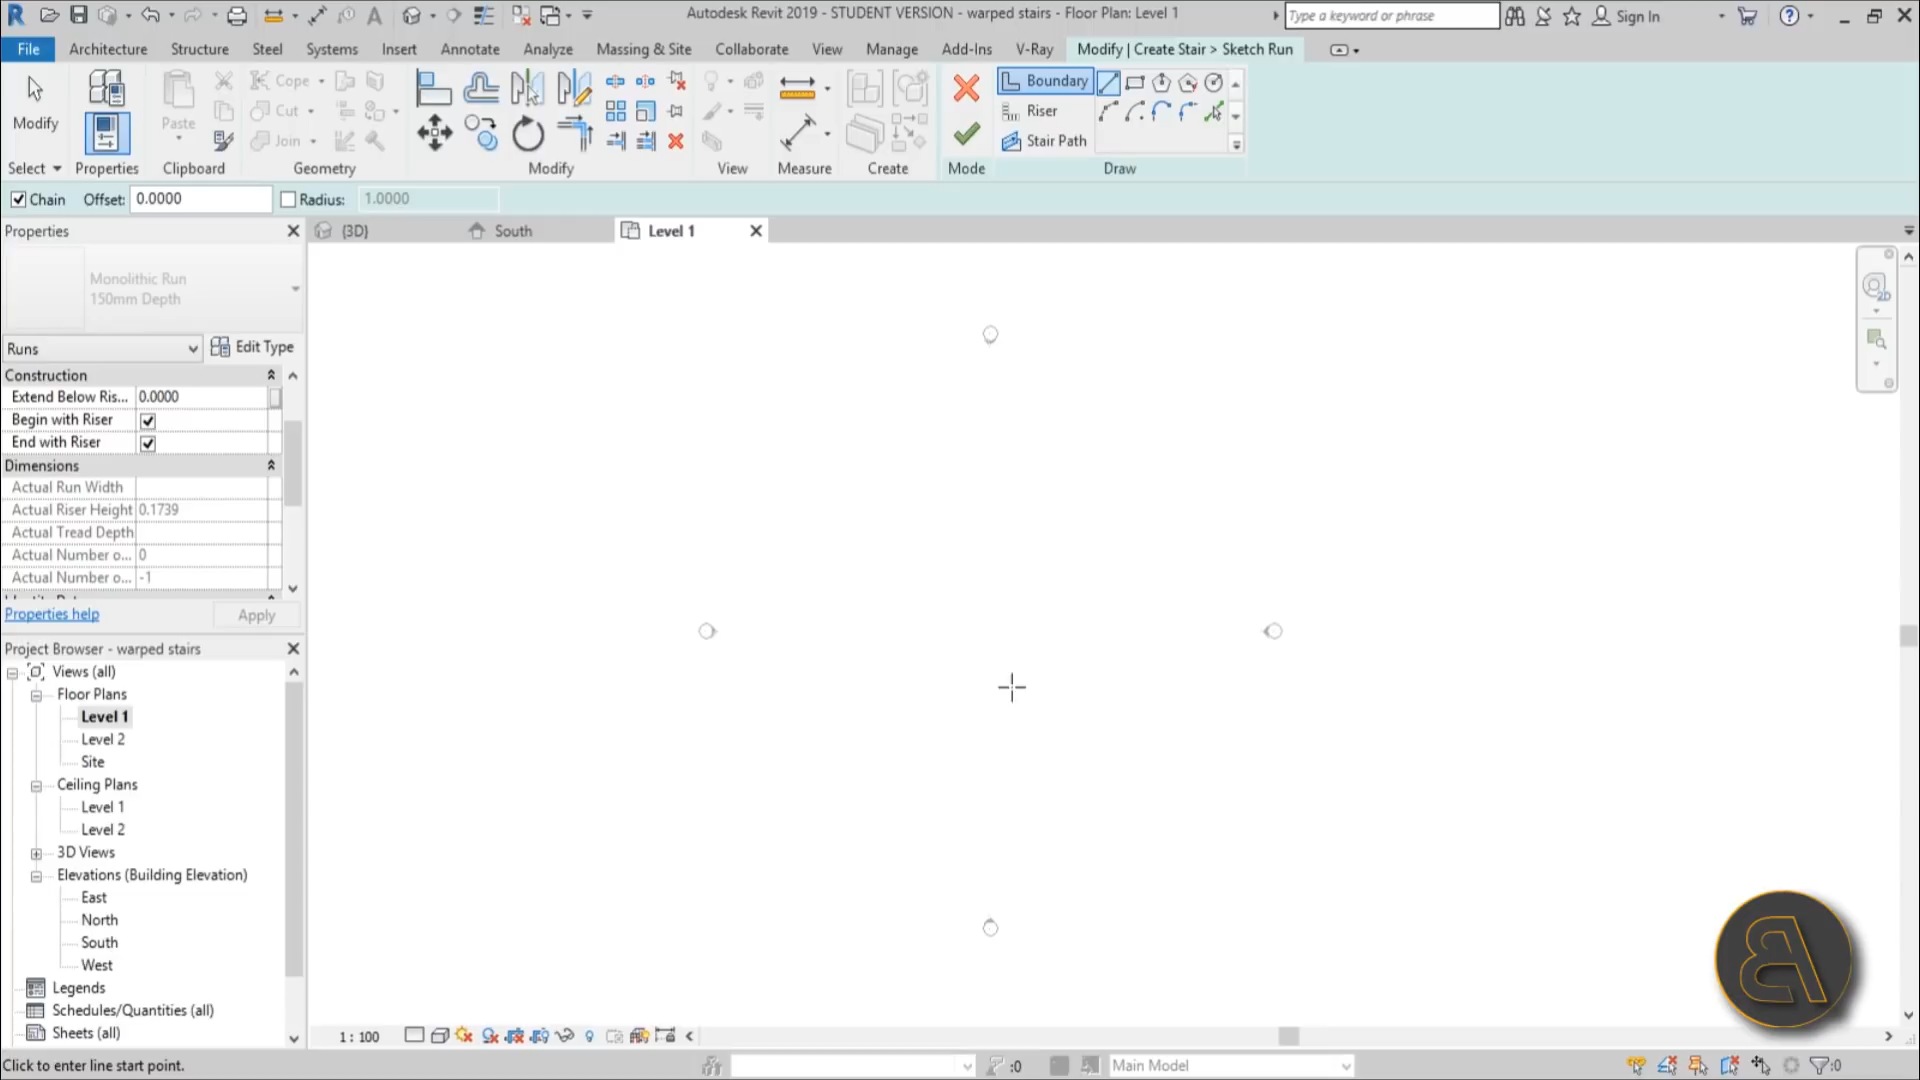 Autodesk Revit 2019 - STUDENT VERSION - warped stairs - Floor Plan: Level 1
Type a keyword or phrase
Sign In
File Architecture Structure Steel Systems Insert Annotate Analyze Massing & Site Collaborate View Manage Add-Ins V-Ray Modify | Create Stair > Sketch Run
Modify
Paste
Cope
Cut
Join
Boundary
Riser
Stair Path
Select Properties Clipboard Geometry Modify View Measure Create Mode Draw
Chain Offset: 0.0000 Radius: 1.0000
Properties
{3D} South Level 1
Monolithic Run
150mm Depth
Runs Edit Type
Construction
Extend Below Ris... 0.0000
Begin with Riser
End with Riser
Dimensions
Actual Run Width
Actual Riser Height 0.1739
Actual Tread Depth
Actual Number o... 0
Actual Number o... -1
Properties help Apply
Project Browser - warped stairs
Views (all)
Floor Plans
Level 1
Level 2
Site
Ceiling Plans
Level 1
Level 2
3D Views
Elevations (Building Elevation)
East
North
South
West
Legends
Schedules/Quantities (all)
Sheets (all)
2D
1 : 100
Click to enter line start point.
:0
Main Model
:0